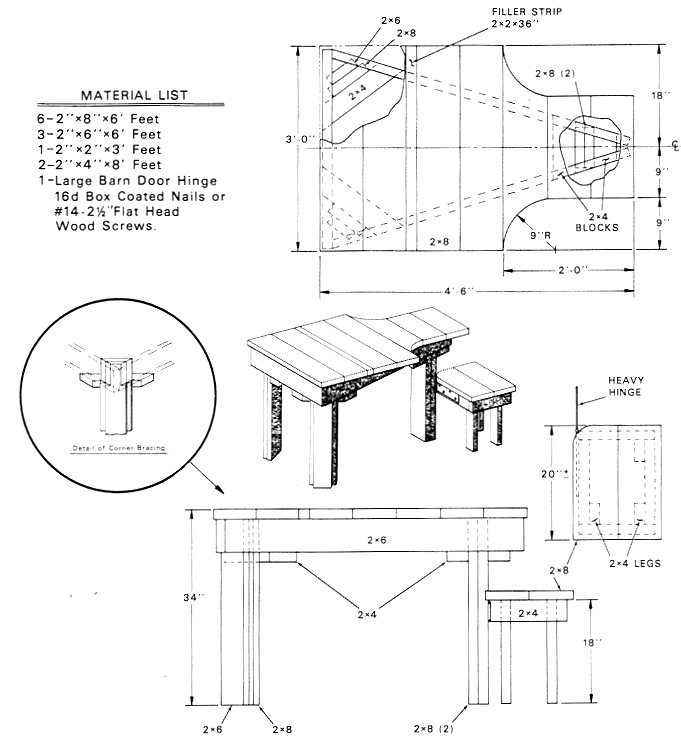 FILLER STRIP
2×2×36''
2×6
2×8
2×4
2×8 (2)
18''
3'-0''
℄
9''
9''
2×4
BLOCKS
2×8
9''R
2'-0''
4'-6''
MATERIAL LIST
6-2''×8''×6' Feet
3-2''×6''×6' Feet
1-2''×2''×3' Feet
2-2''×4''×8' Feet
1-Large Barn Door Hinge
16d Box Coated Nails or
#14-2½''Flat Head
Wood Screws.
Detail of Corner Bracing
HEAVY
HINGE
20''±
2×4 LEGS
2×8
2×6
2×4
34''
2×4
18''
2×6
2×8
2×8 (2)